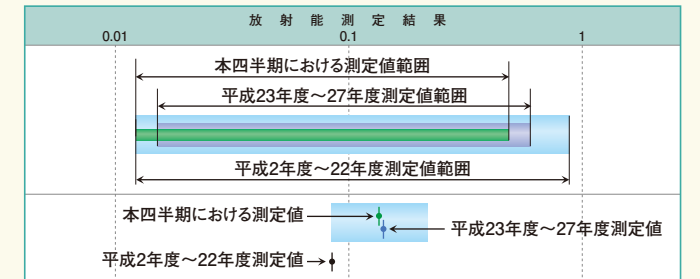 放射能測定結果
0.01 0.1 1
本四半期における測定値範囲
平成23年度～27年度測定値範囲
平成2年度～22年度測定値範囲
本四半期における測定値
平成23年度～27年度測定値
平成2年度～22年度測定値